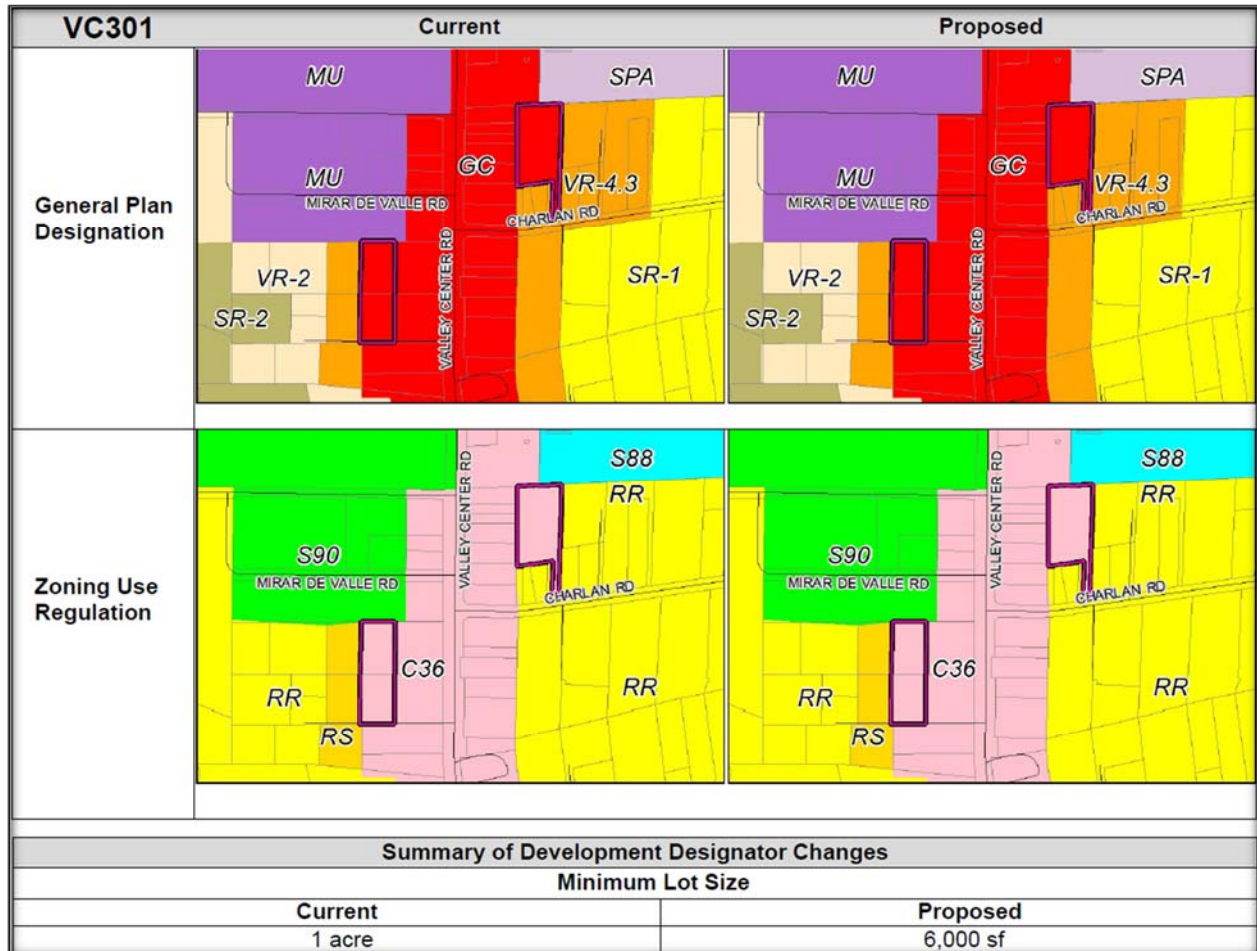 VC301
Current
Proposed
General Plan
Designation
MU
SPA
MU
GC
VR-4.3
MIRAR DE VALLE RD
CHARLAN RD
VR-2
VALLEY CENTER RD
SR-1
SR-2
MU
SPA
MU
GC
VR-4.3
MIRAR DE VALLE RD
CHARLAN RD
VR-2
VALLEY CENTER RD
SR-1
SR-2
Zoning Use
Regulation
S88
VALLEY CENTER RD
RR
S90
MIRAR DE VALLE RD
CHARLAN RD
C36
RR
RR
RS
S88
VALLEY CENTER RD
RR
S90
MIRAR DE VALLE RD
CHARLAN RD
C36
RR
RR
RS
Summary of Development Designator Changes
Minimum Lot Size
Current
Proposed
1 acre
6,000 sf